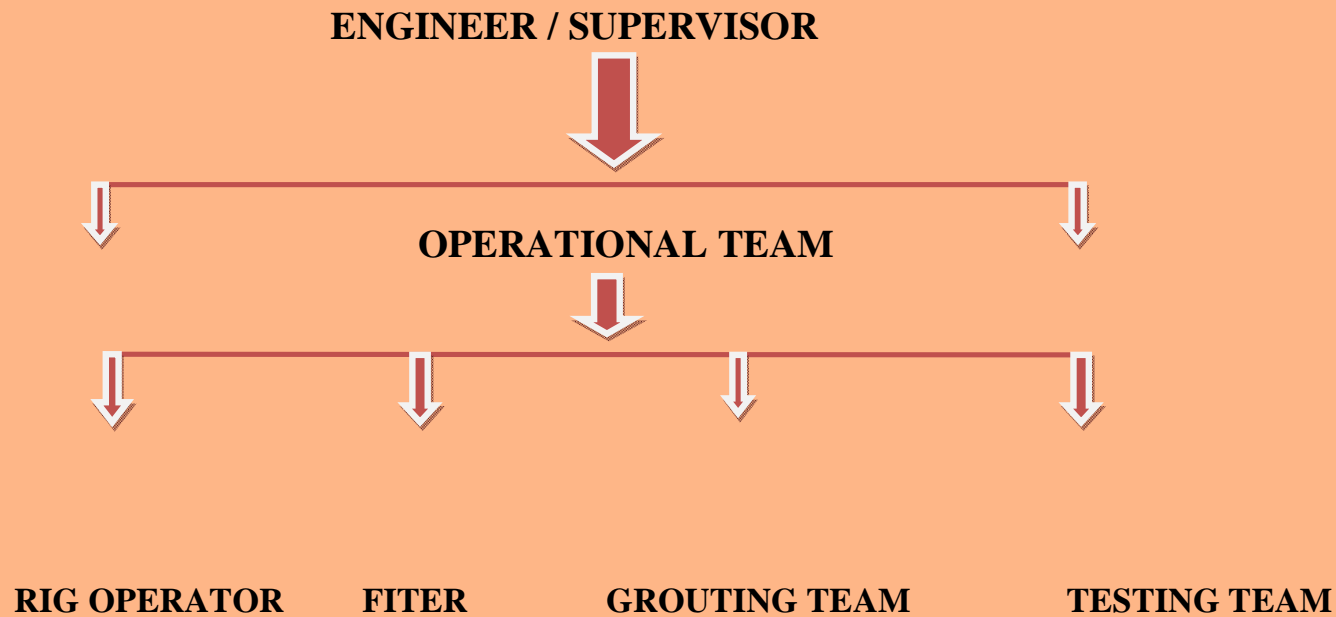 ENGINEER / SUPERVISOR
OPERATIONAL TEAM
RIG OPERATOR FITER GROUTING TEAM TESTING TEAM